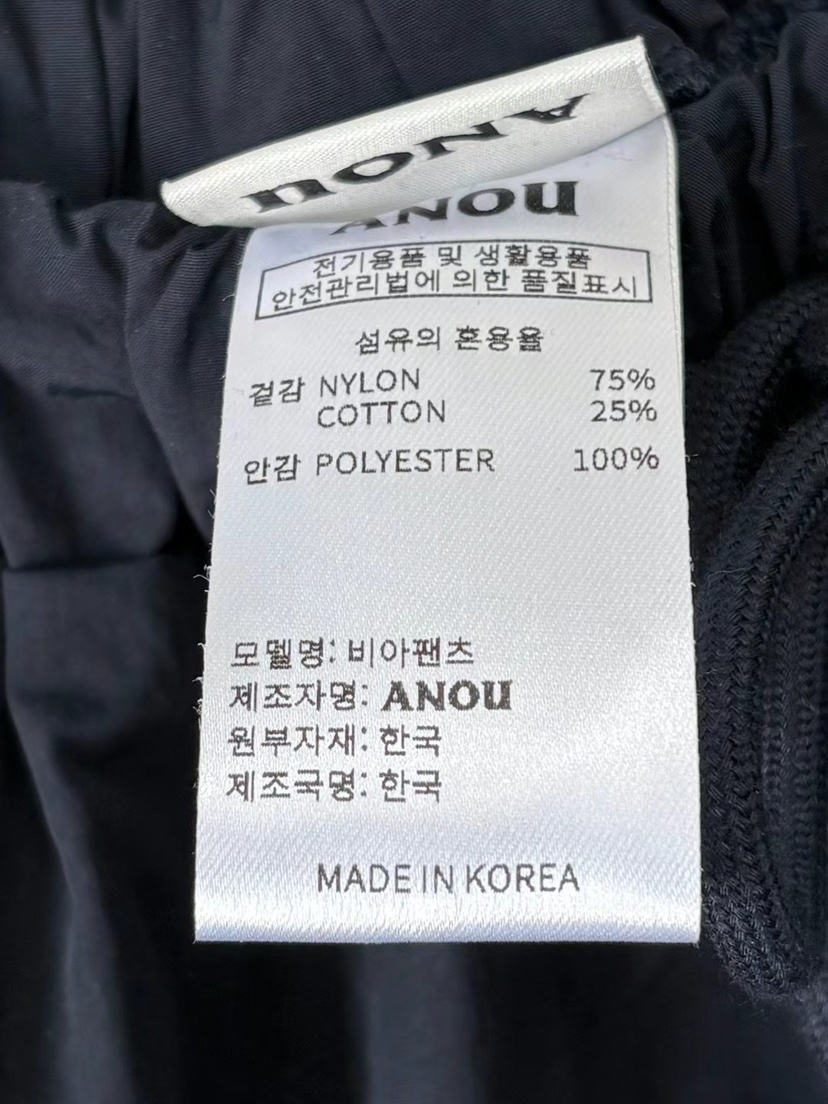 ANOU
ANOU
전기용품 및 생활용품
안전관리법에 의한 품질표시
섬유의 혼용율
겉감 NYLON 75%
COTTON 25%
안감 POLYESTER 100%
모델명: 비아팬츠
제조자명: ANOU
원부자재: 한국
제조국명: 한국
MADE IN KOREA